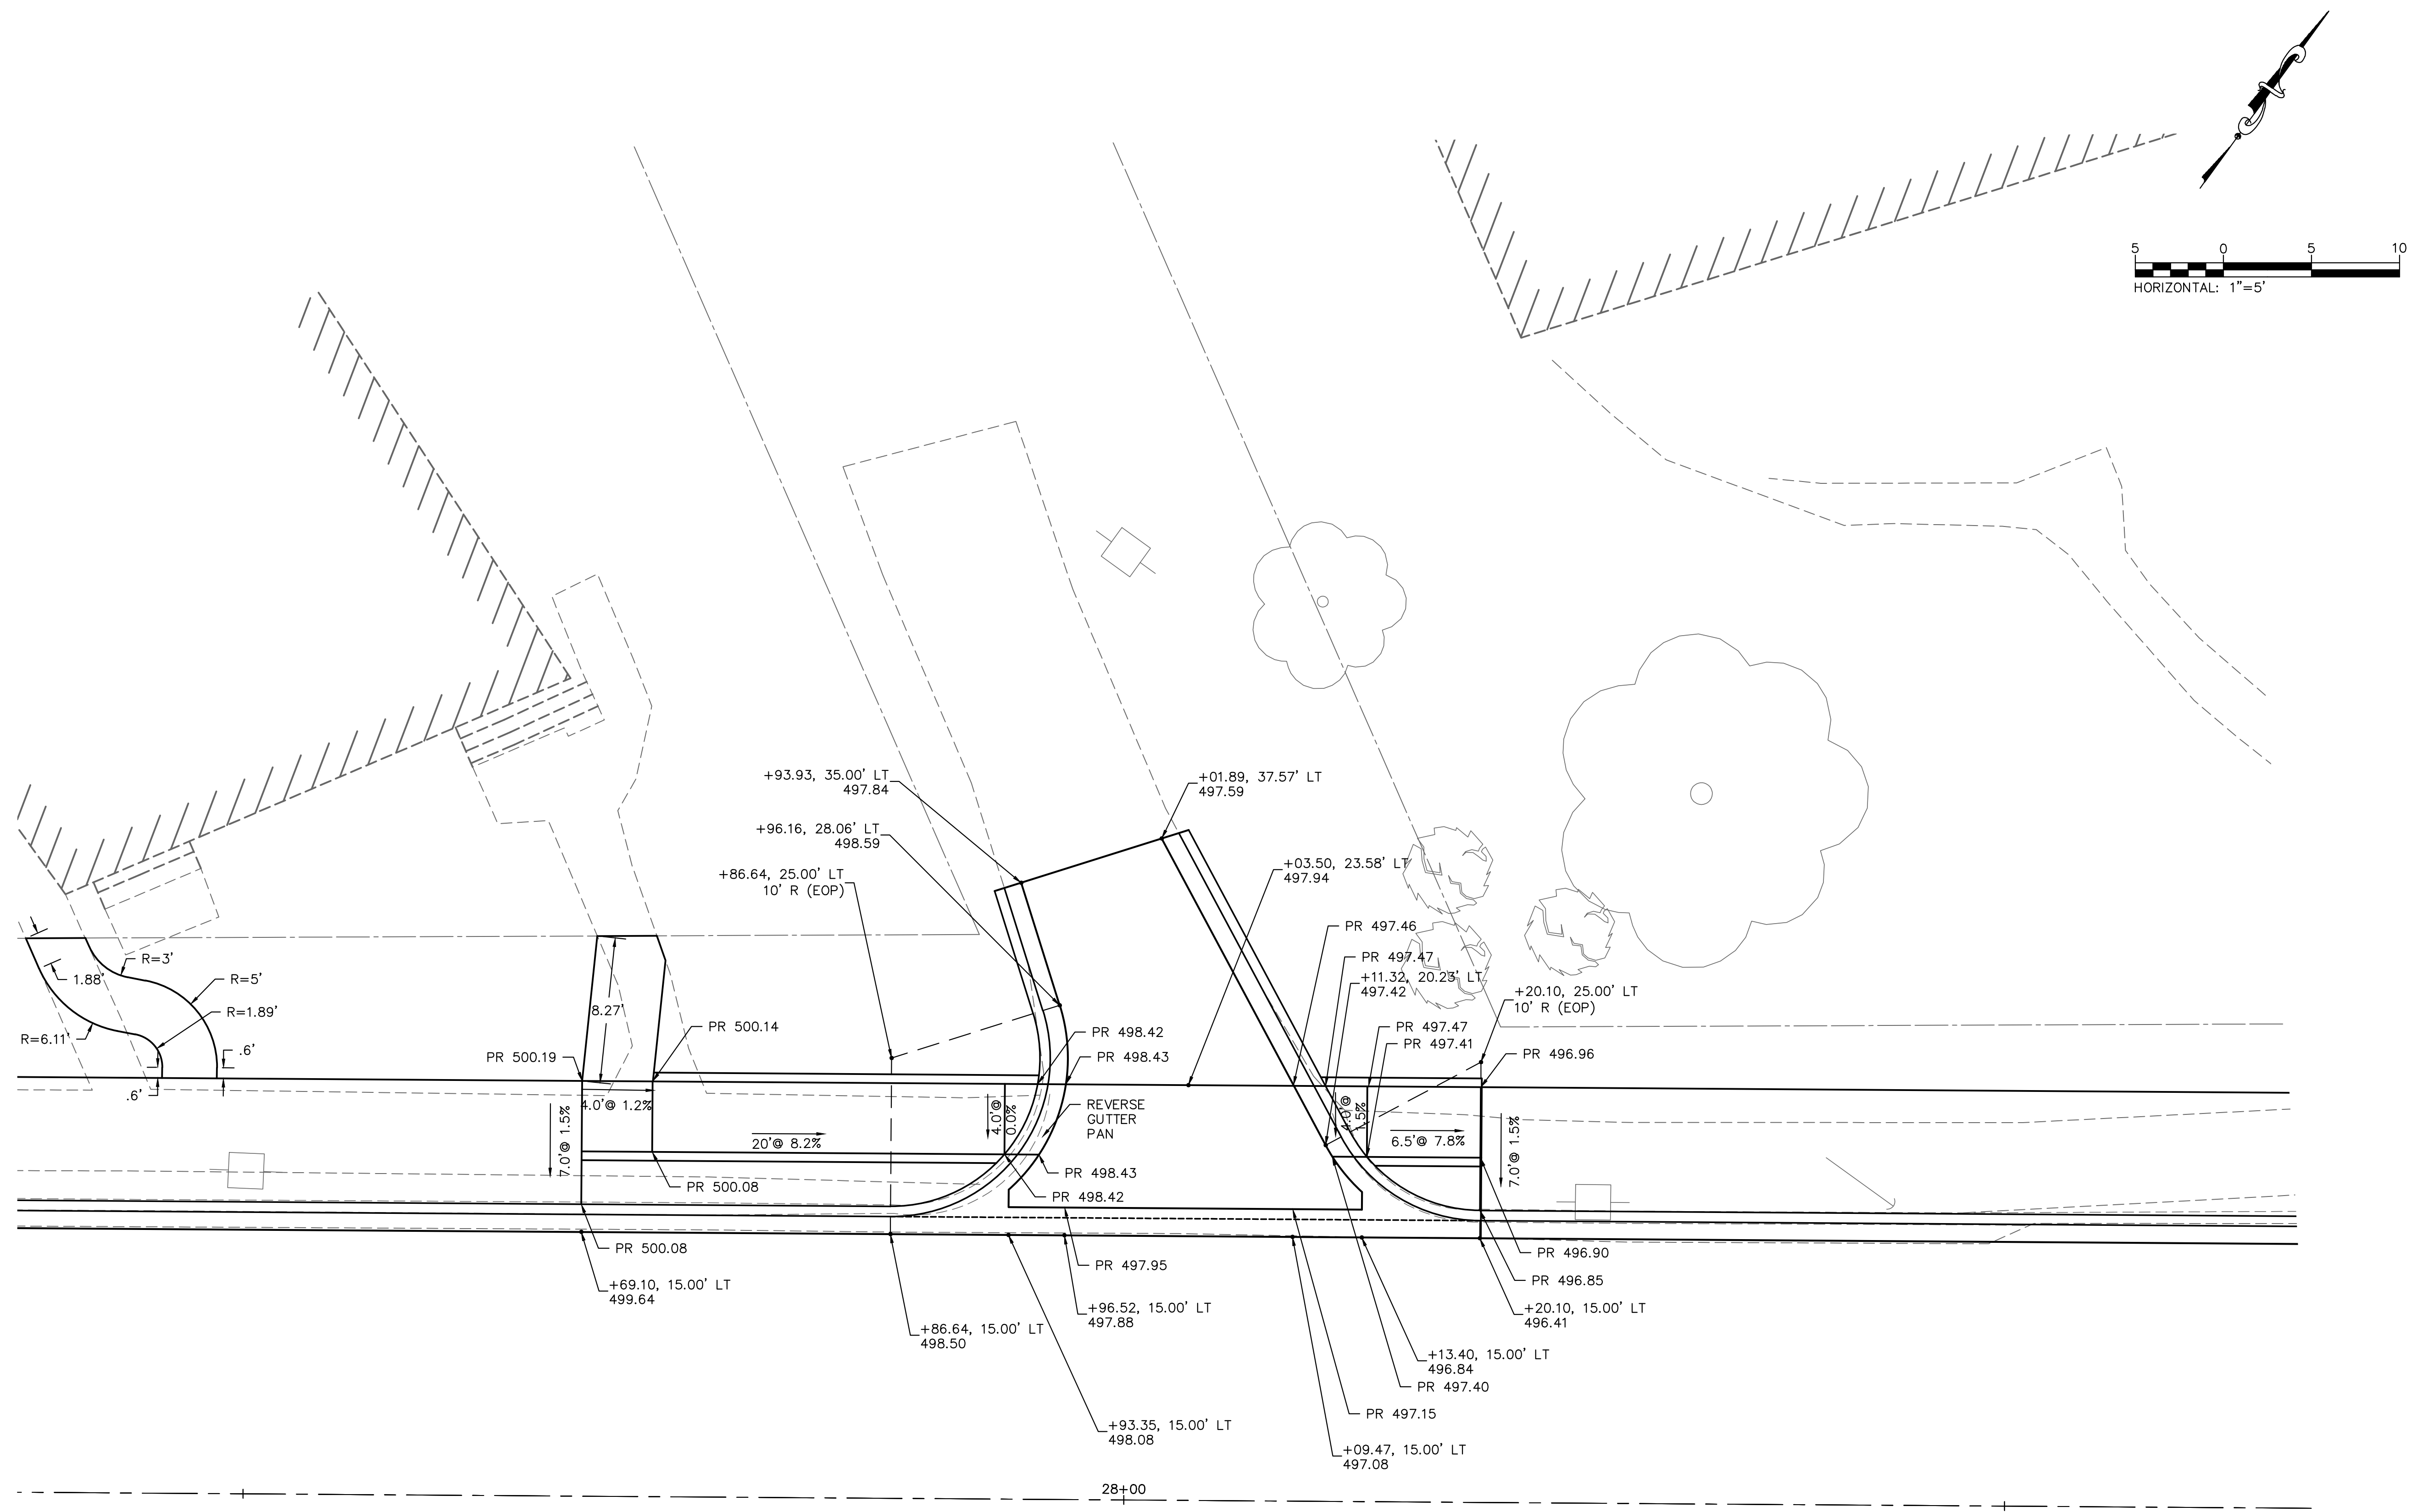 5 0 5 10
HORIZONTAL: 1"=5'
+93.93, 35.00' LT
497.84
+01.89, 37.57' LT
497.59
+96.16, 28.06' LT
498.59
+86.64, 25.00' LT
10' R (EOP)
+03.50, 23.58' LT
497.94
PR 497.46
PR 497.47
+11.32, 20.23' LT
497.42
+20.10, 25.00' LT
10' R (EOP)
R=3'
1.88'
R=5'
R=1.89'
R=6.11'
.6'
.6'
8.27'
PR 500.19
PR 500.14
PR 498.42
PR 498.43
PR 497.47
PR 497.41
PR 496.96
4.0'@ 1.2%
7.0'@ 1.5%
20'@ 8.2%
4.0'@
0.0%
REVERSE
GUTTER
PAN
4.0'@
1.5%
6.5'@ 7.8%
7.0'@ 1.5%
PR 498.43
PR 500.08
PR 498.42
PR 500.08
PR 497.95
PR 496.90
PR 496.85
+69.10, 15.00' LT
499.64
+96.52, 15.00' LT
497.88
+20.10, 15.00' LT
496.41
+86.64, 15.00' LT
498.50
+13.40, 15.00' LT
496.84
PR 497.40
PR 497.15
+93.35, 15.00' LT
498.08
+09.47, 15.00' LT
497.08
28+00